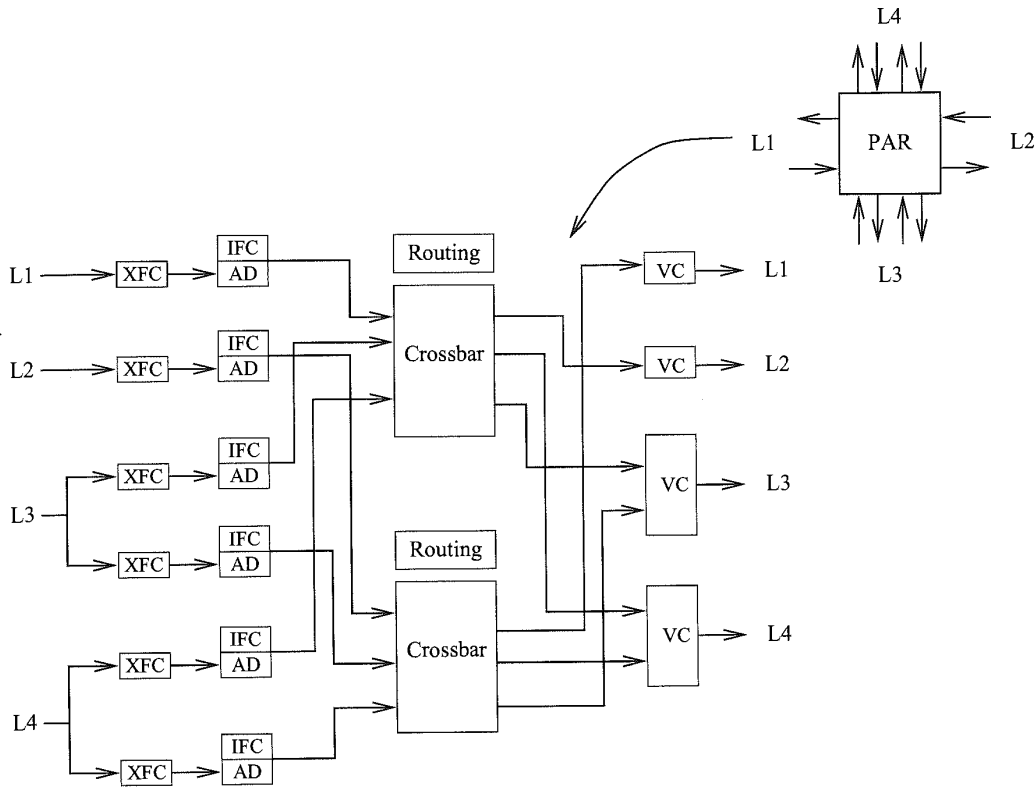 L4
L1
PAR
L2
L3
L1
XFC
IFC
AD
Routing
Crossbar
VC
L1
L2
XFC
IFC
AD
VC
L2
L3
XFC
IFC
AD
XFC
IFC
AD
VC
L3
Routing
Crossbar
L4
XFC
IFC
AD
XFC
IFC
AD
VC
L4